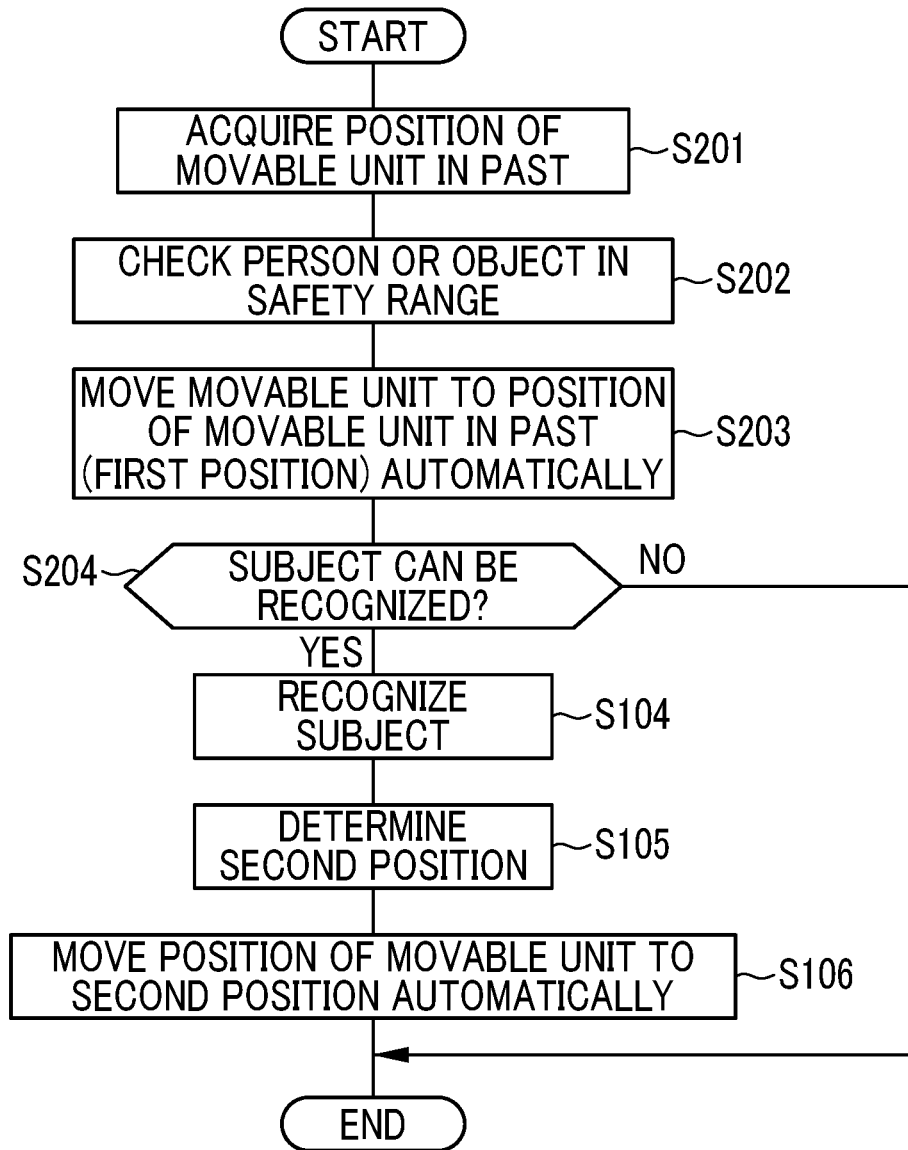 START
ACQUIRE POSITION OF
MOVABLE UNIT IN PAST
S201
CHECK PERSON OR OBJECT IN
SAFETY RANGE
S202
MOVE MOVABLE UNIT TO POSITION
OF MOVABLE UNIT IN PAST
(FIRST POSITION) AUTOMATICALLY
S203
S204
SUBJECT CAN BE
RECOGNIZED?
NO
YES
RECOGNIZE
SUBJECT
S104
DETERMINE
SECOND POSITION
S105
MOVE POSITION OF MOVABLE UNIT TO
SECOND POSITION AUTOMATICALLY
S106
END